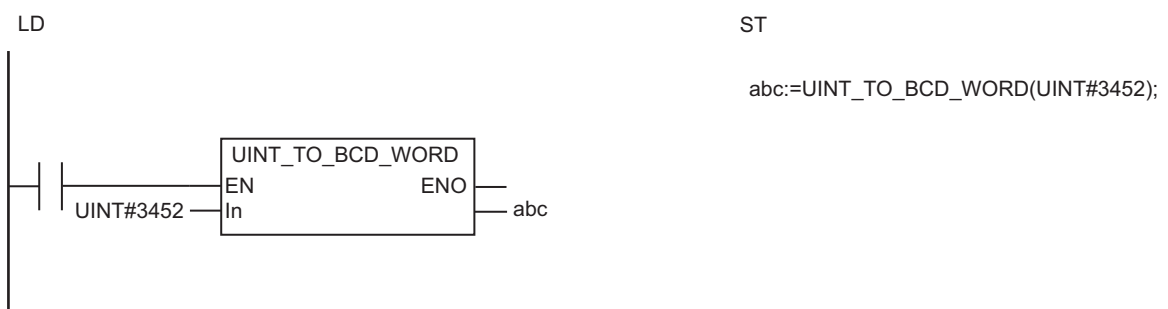 LD
ST
abc:=UINT_TO_BCD_WORD(UINT#3452);
UINT_TO_BCD_WORD
EN ENO
UINT#3452 In abc